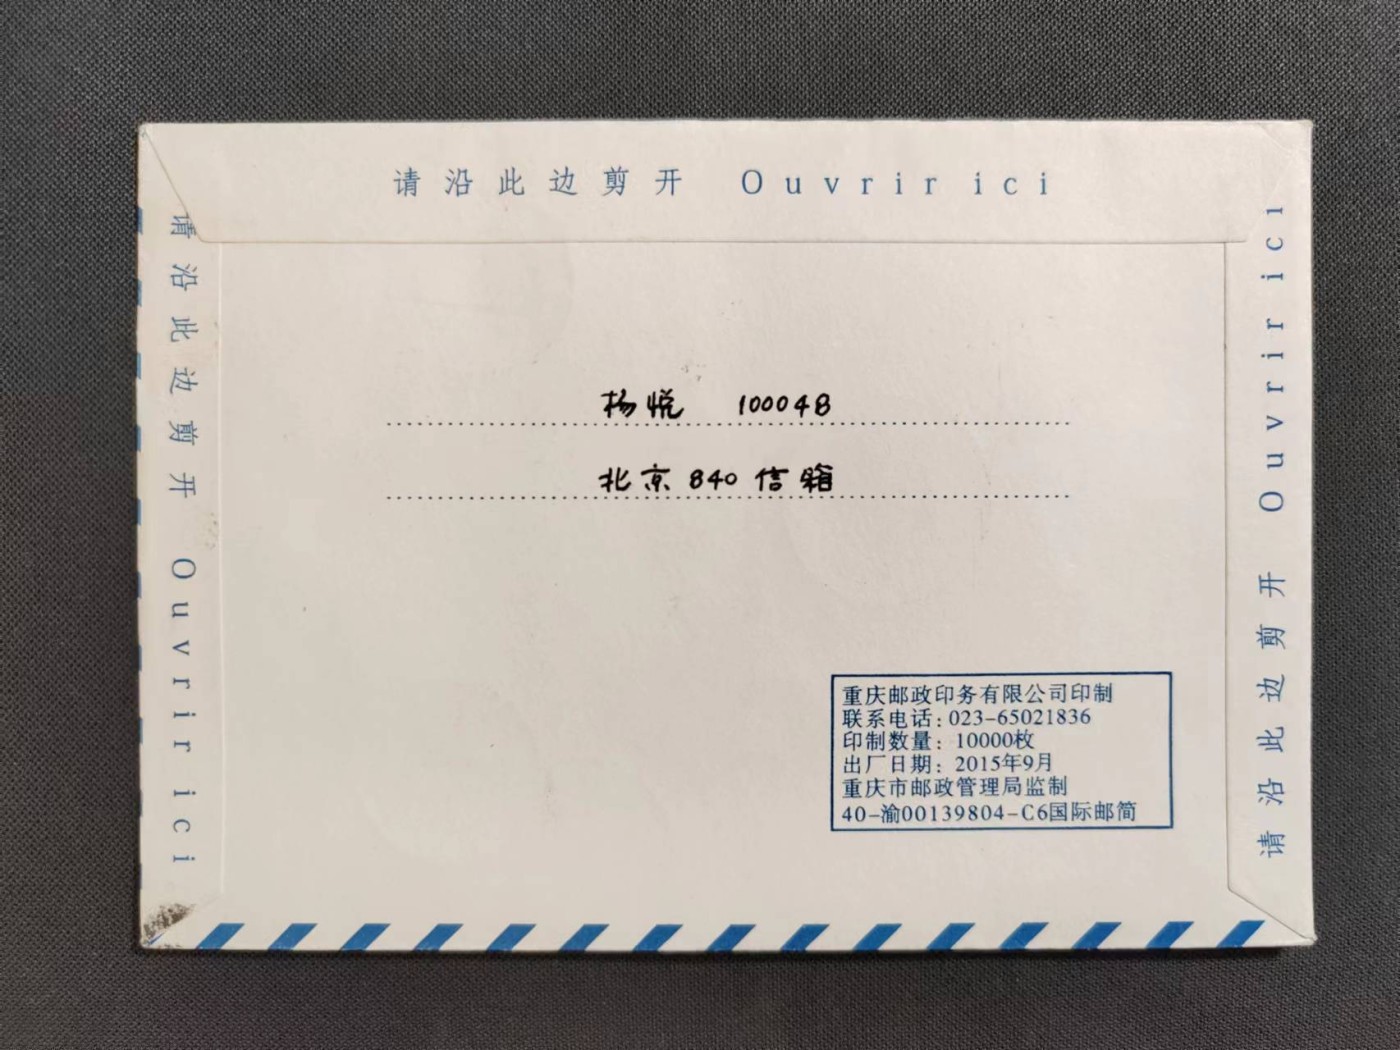 请沿此边剪开 Ouvrir ici
请沿此边剪开 Ouvrir ici
请沿此边剪开 Ouvrir ici
杨悦 100048
北京840信箱
重庆邮政印务有限公司印制
联系电话：023-65021836
印制数量：10000枚
出厂日期：2015年9月
重庆市邮政管理局监制
40-渝00139804-C6国际邮简